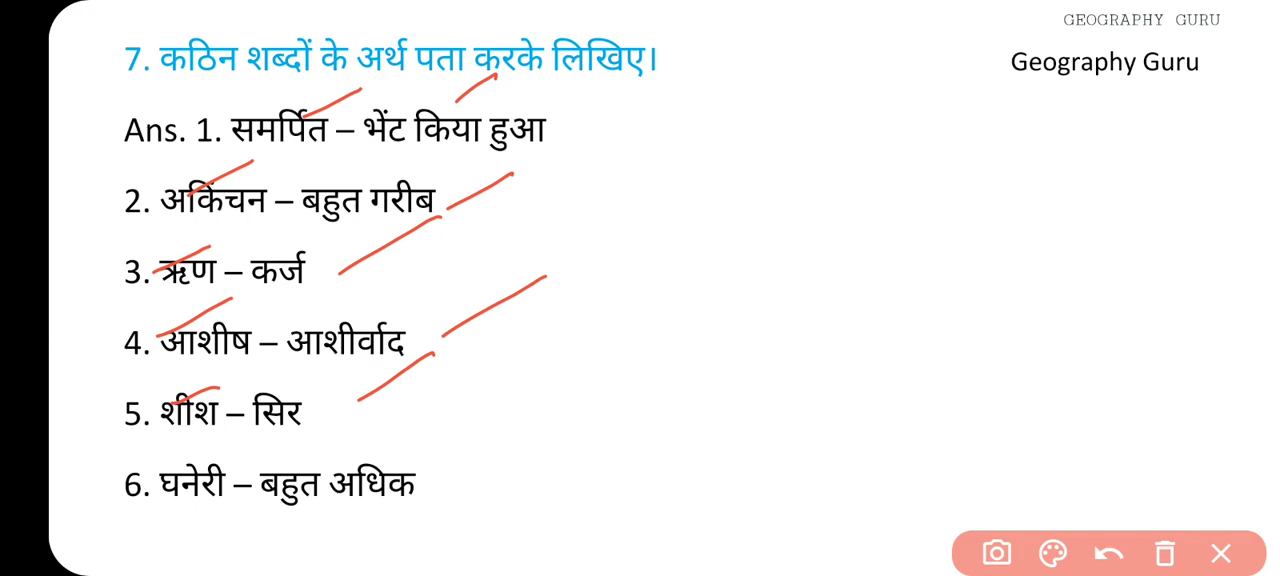 GEOGRAPHY GURU
7. कठिन शब्दों के अर्थ पता करके लिखिए।
Geography Guru
Ans. 1. समर्पित – भेंट किया हुआ
2. अकिंचन – बहुत गरीब
3. ऋण – कर्ज
4. आशीष – आशीर्वाद
5. शीश – सिर
6. घनेरी – बहुत अधिक